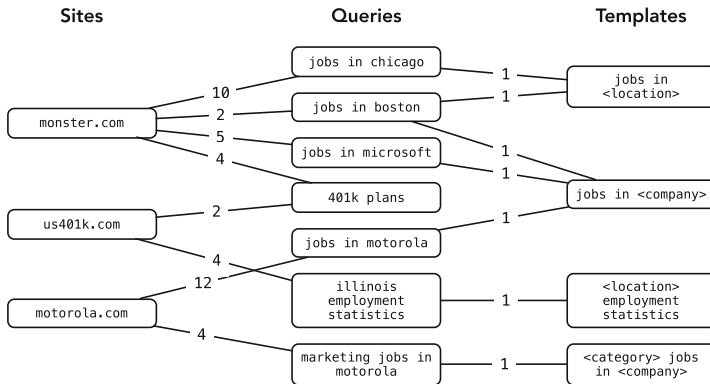 Sites
Queries
Templates
monster.com
us401k.com
motorola.com
10
2
5
4
2
4
12
4
jobs in chicago
jobs in boston
jobs in microsoft
401k plans
jobs in motorola
illinois
employment
statistics
marketing jobs in
motorola
1
1
1
1
1
1
1
jobs in
<location>
jobs in <company>
<location>
employment
statistics
<category> jobs
in <company>